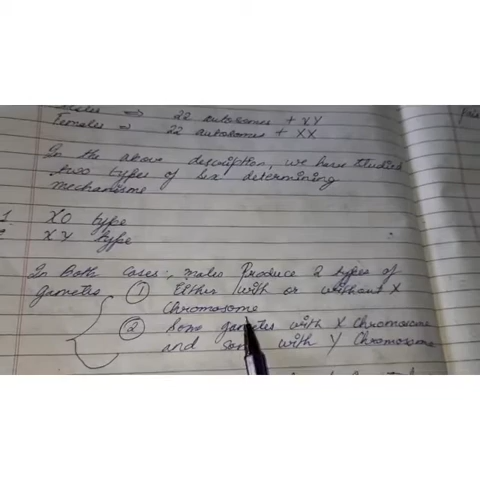 Males ⇒ 22 autosomes + XY
Females ⇒ 22 autosomes + XX
In the above description, we have studied
two types of sex determining
mechanisme
1. XO type
XY type
In Both cases:, males Produce 2 types of
gametes ① Either with or without X
Chromosome
② Some gametes with X Chromosome
and some with Y Chromosome